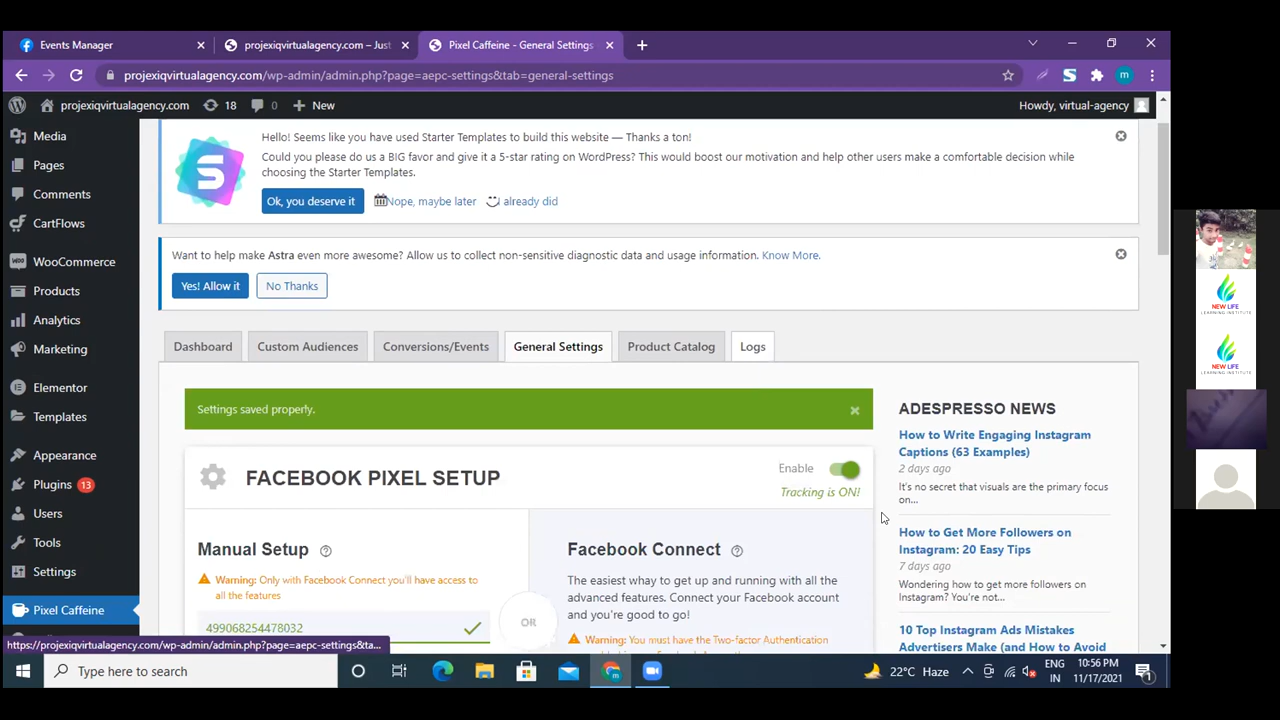 Events Manager
projexiqvirtualagency.com – Just
Pixel Caffeine - General Settings
projexiqvirtualagency.com/wp-admin/admin.php?page=aepc-settings&tab=general-settings
projexiqvirtualagency.com
18
0
New
Howdy, virtual-agency
Media
Pages
Comments
CartFlows
WooCommerce
Products
Analytics
Marketing
Elementor
Templates
Appearance
Plugins 13
Users
Tools
Settings
Pixel Caffeine
Hello! Seems like you have used Starter Templates to build this website — Thanks a ton!
Could you please do us a BIG favor and give it a 5-star rating on WordPress? This would boost our motivation and help other users make a comfortable decision while
choosing the Starter Templates.
Ok, you deserve it
Nope, maybe later
I already did
Want to help make Astra even more awesome? Allow us to collect non-sensitive diagnostic data and usage information. Know More.
Yes! Allow it
No Thanks
Dashboard
Custom Audiences
Conversions/Events
General Settings
Product Catalog
Logs
Settings saved properly.
FACEBOOK PIXEL SETUP
Enable
Tracking is ON!
Manual Setup
Warning: Only with Facebook Connect you'll have access to
all the features
499068254478032
OR
Facebook Connect
The easiest whay to get up and running with all the
advanced features. Connect your Facebook account
and you're good to go!
Warning: You must have the Two-factor Authentication
ADESPRESSO NEWS
How to Write Engaging Instagram
Captions (63 Examples)
2 days ago
It's no secret that visuals are the primary focus
on...
How to Get More Followers on
Instagram: 20 Easy Tips
7 days ago
Wondering how to get more followers on
Instagram? You're not...
10 Top Instagram Ads Mistakes
Advertisers Make (and How to Avoid
https://projexiqvirtualagency.com/wp-admin/admin.php?page=aepc-settings&ta...
Type here to search
22°C Haze
ENG
IN
10:56 PM
11/17/2021
1
NEW LIFE
LEARNING INSTITUTE
NEW LIFE
LEARNING INSTITUTE